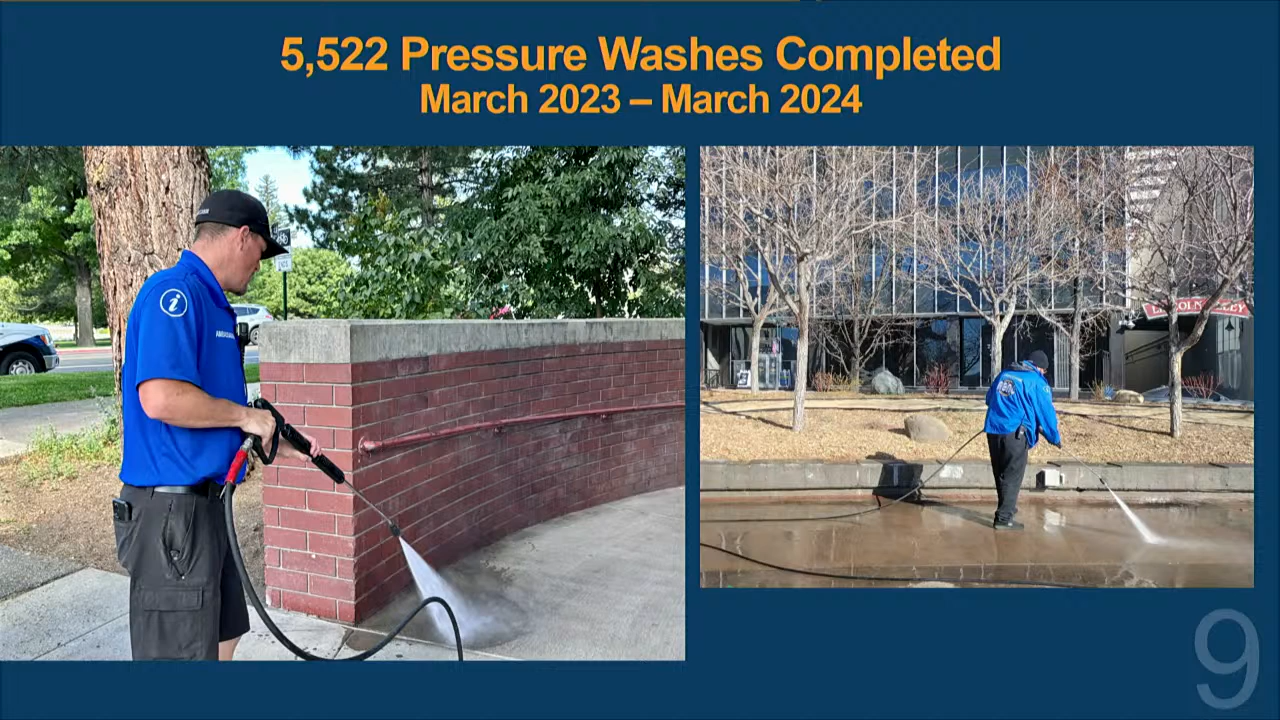 5,522 Pressure Washes Completed
March 2023 – March 2024
i
9